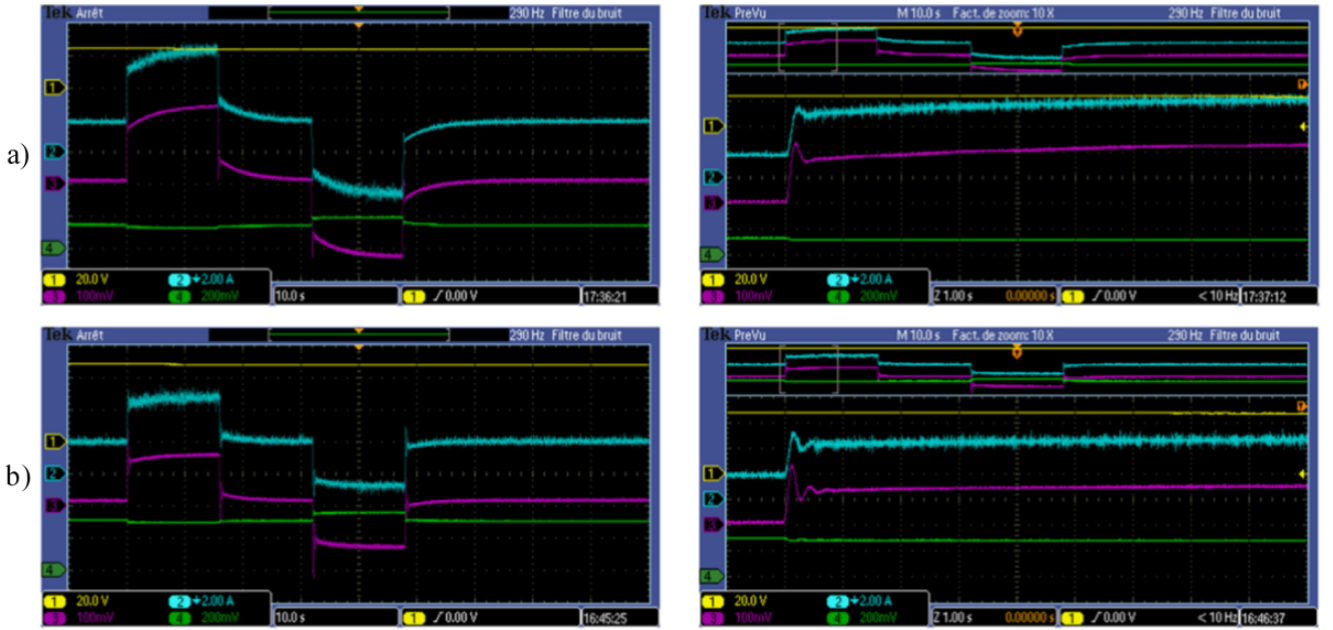 a)
Tek Arrêt 290 Hz Filtre du bruit
1
2
3
4
1 20.0 V 2 2.00 A
3 100mV 4 200mV 10.0 s 1 0.00 V 17:36:21
Tek PreVu M 10.0 s Fact. de zoom: 10 X 290 Hz Filtre du bruit
1
2
3
4
1 20.0 V 2 2.00 A
3 100mV 4 200mV Z 1.00 s 0.00000 s 1 0.00 V < 10 Hz 17:37:12
b)
Tek Arrêt 290 Hz Filtre du bruit
1
2
3
4
1 20.0 V 2 2.00 A
3 100mV 4 200mV 10.0 s 1 0.00 V 16:45:25
Tek PreVu M 10.0 s Fact. de zoom: 10 X 290 Hz Filtre du bruit
1
2
3
4
1 20.0 V 2 2.00 A
3 100mV 4 200mV Z 1.00 s 0.00000 s 1 0.00 V < 10 Hz 16:46:37